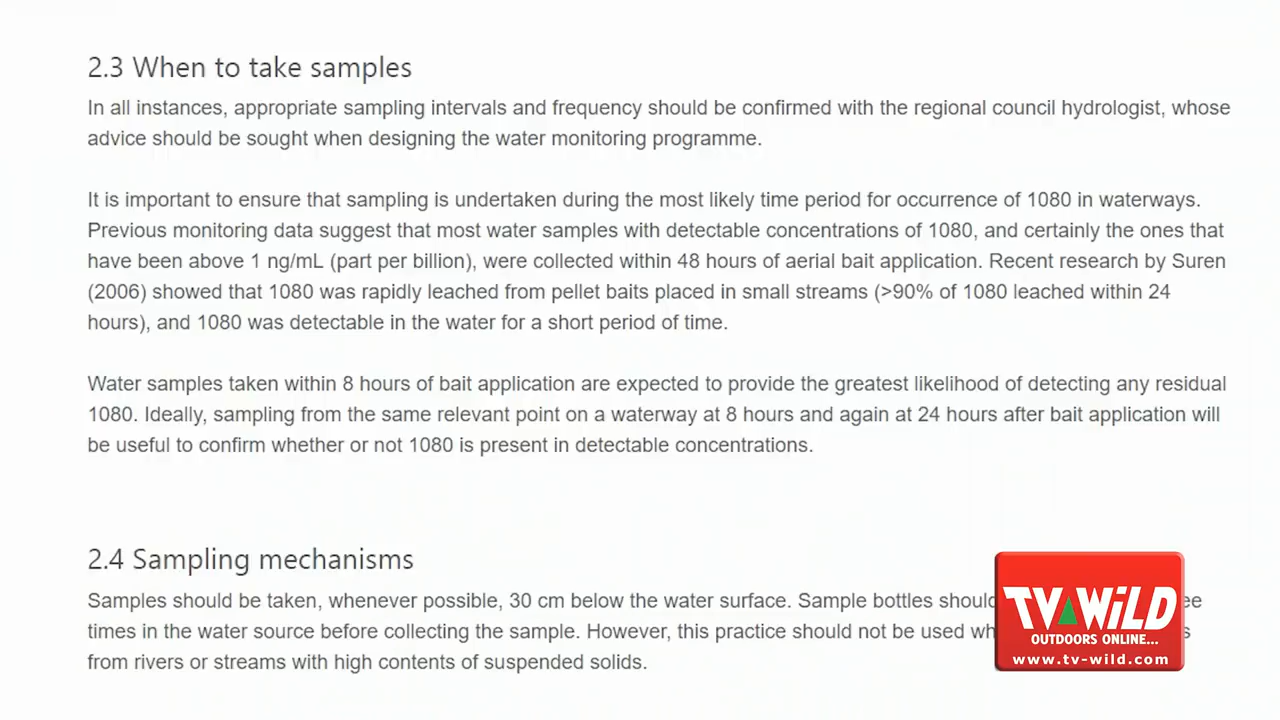 2.3 When to take samples
In all instances, appropriate sampling intervals and frequency should be confirmed with the regional council hydrologist, whose
advice should be sought when designing the water monitoring programme.
It is important to ensure that sampling is undertaken during the most likely time period for occurrence of 1080 in waterways.
Previous monitoring data suggest that most water samples with detectable concentrations of 1080, and certainly the ones that
have been above 1 ng/mL (part per billion), were collected within 48 hours of aerial bait application. Recent research by Suren
(2006) showed that 1080 was rapidly leached from pellet baits placed in small streams (>90% of 1080 leached within 24
hours), and 1080 was detectable in the water for a short period of time.
Water samples taken within 8 hours of bait application are expected to provide the greatest likelihood of detecting any residual
1080. Ideally, sampling from the same relevant point on a waterway at 8 hours and again at 24 hours after bait application will
be useful to confirm whether or not 1080 is present in detectable concentrations.
2.4 Sampling mechanisms
Samples should be taken, whenever possible, 30 cm below the water surface. Sample bottles
times in the water source before collecting the sample. However, this practice should not be used
from rivers or streams with high contents of suspended solids.
TV WiLD
OUTDOORS ONLINE...
www.tv-wild.com